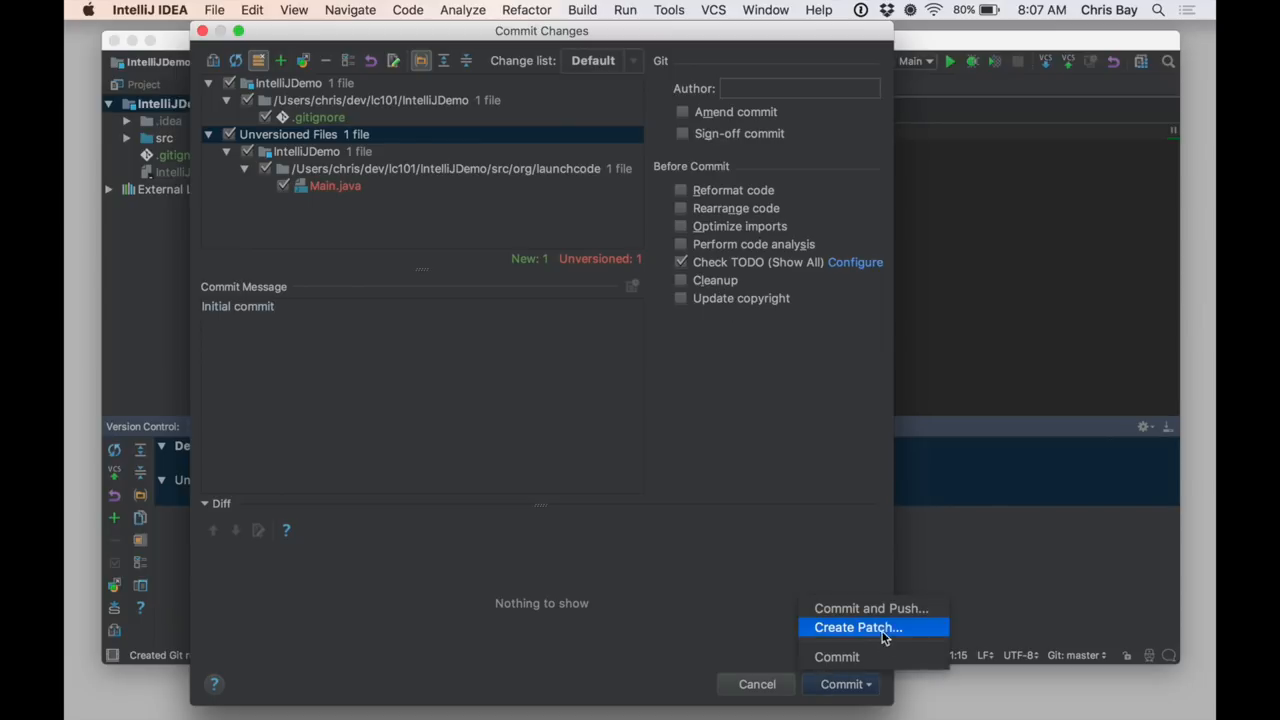 IntelliJ IDEA File Edit View Navigate Code Analyze Refactor Build Run Tools VCS Window Help 80% 8:07 AM Chris Bay
Commit Changes
IntelliJDemo
Main
Change list: Default
Git
Project
IntelliJDemo 1 file
Author:
IntelliJDe
/Users/chris/dev/lc101/IntelliJDemo 1 file
Amend commit
.idea
.gitignore
Sign-off commit
src
Unversioned Files 1 file
.gitign
IntelliJDemo 1 file
Before Commit
IntelliJ
/Users/chris/dev/lc101/IntelliJDemo/src/org/launchcode 1 file
External L
Main.java
Reformat code
Rearrange code
Optimize imports
Perform code analysis
New: 1 Unversioned: 1
Check TODO (Show All) Configure
Cleanup
Commit Message
Update copyright
Initial commit
Version Control:
De
VCS
Un
Diff
Nothing to show
Commit and Push...
Create Patch...
Commit
Created Git r
1:15 LF UTF-8 Git: master
Cancel Commit